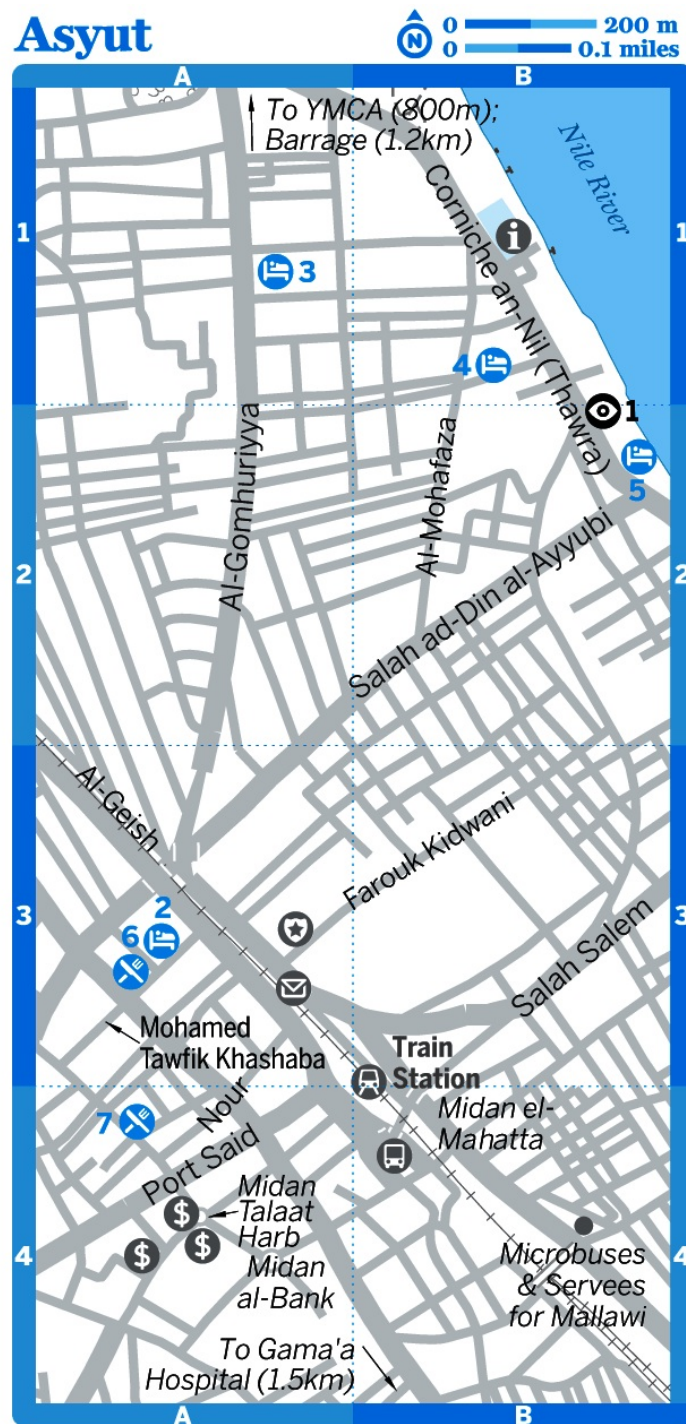 Asyut
N
0 200 m
0 0.1 miles
A B
To YMCA (800m);
Barrage (1.2km)
Nile River
Corniche an-Nil (Thawra)
1 1
i
3
4
1
5
Al-Gomhuriyya
Al-Mohafaza
2 2
Salah ad-Din al-Ayyubi
Al-Geish
Farouk Kidwani
2
6
3 3
Salah Salem
Mohamed
Tawfik Khashaba
Train
Station
Nour
7
Midan el-
Mahatta
Port Said
Midan
Talaat
Harb
$
$
$
Midan
al-Bank
4 4
Microbuses
& Servees
for Mallawi
To Gama'a
Hospital (1.5km)
A B